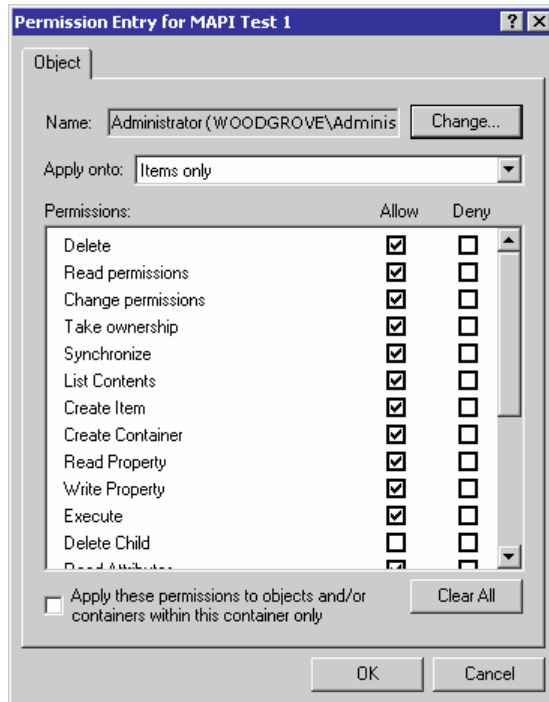 Permission Entry for MAPI Test 1
Object
Name: Administrator (WOODGROVE\Adminis Change...
Apply onto: Items only
Permissions: Allow Deny
Delete
Read permissions
Change permissions
Take ownership
Synchronize
List Contents
Create Item
Create Container
Read Property
Write Property
Execute
Delete Child
Read Attributes
Apply these permissions to objects and/or
containers within this container only
Clear All
OK Cancel